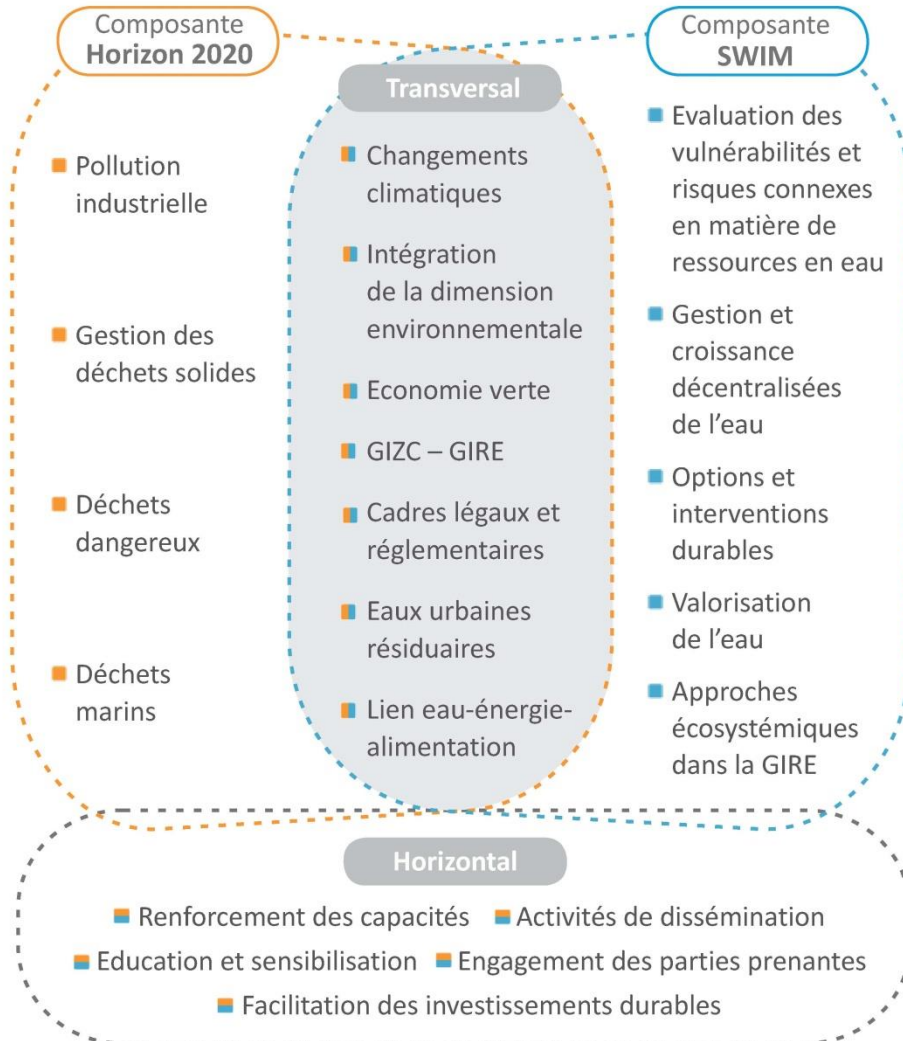 Composante
Horizon 2020
Pollution
industrielle
Gestion des
déchets solides
Déchets
dangereux
Déchets
marins
Transversal
Changements
climatiques
Intégration
de la dimension
environnementale
Economie verte
GIZC – GIRE
Cadres légaux et
réglementaires
Eaux urbaines
résiduaires
Lien eau-énergie-
alimentation
Composante
SWIM
Evaluation des
vulnérabilités et
risques connexes
en matière de
ressources en eau
Gestion et
croissance
décentralisées
de l’eau
Options et
interventions
durables
Valorisation
de l’eau
Approches
écosystémiques
dans la GIRE
Horizontal
Renforcement des capacités Activités de dissémination
Education et sensibilisation Engagement des parties prenantes
Facilitation des investissements durables